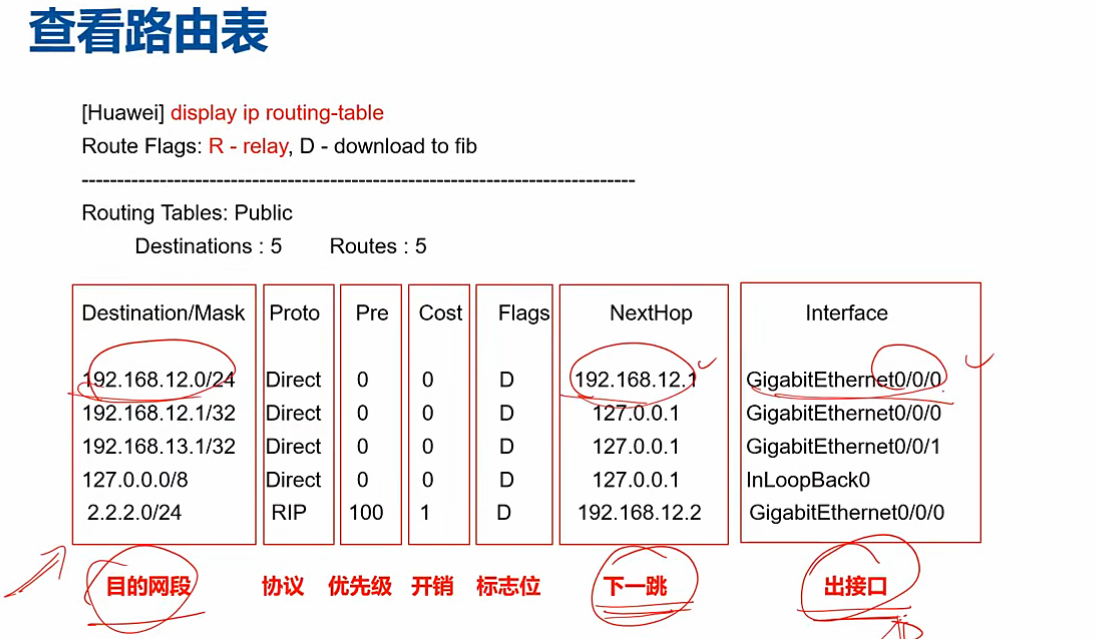 查看路由表
[Huawei] display ip routing-table
Route Flags: R - relay, D - download to fib
--------------------------------------------------------------------------------
Routing Tables: Public
Destinations : 5 Routes : 5
Destination/Mask Proto Pre Cost Flags NextHop Interface
192.168.12.0/24 Direct 0 0 D 192.168.12.1 GigabitEthernet0/0/0
192.168.12.1/32 Direct 0 0 D 127.0.0.1 GigabitEthernet0/0/0
192.168.13.1/32 Direct 0 0 D 127.0.0.1 GigabitEthernet0/0/1
127.0.0.0/8 Direct 0 0 D 127.0.0.1 InLoopBack0
2.2.2.0/24 RIP 100 1 D 192.168.12.2 GigabitEthernet0/0/0
目的网段 协议 优先级 开销 标志位 下一跳 出接口